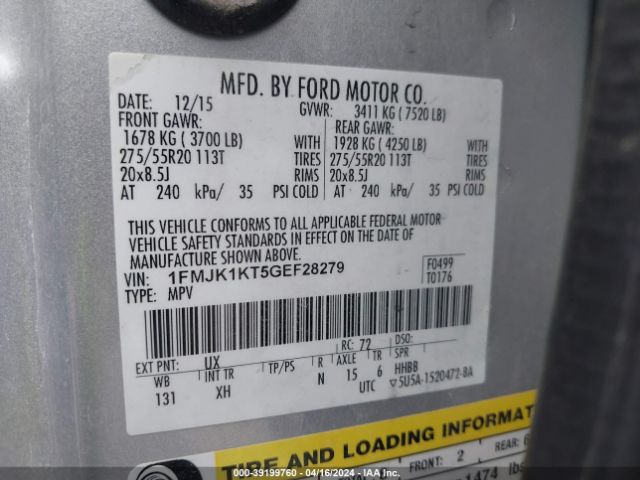 MFD. BY FORD MOTOR CO.
DATE: 12/15 GVWR: 3411 KG ( 7520 LB)
FRONT GAWR: REAR GAWR:
1678 KG ( 3700 LB) WITH 1928 KG ( 4250 LB) WITH
275/55R20 113T TIRES 275/55R20 113T TIRES
20x8.5J RIMS 20x8.5J RIMS
AT 240 kPa/ 35 PSI COLD AT 240 kPa/ 35 PSI COLD
THIS VEHICLE CONFORMS TO ALL APPLICABLE FEDERAL MOTOR
VEHICLE SAFETY STANDARDS IN EFFECT ON THE DATE OF
MANUFACTURE SHOWN ABOVE.
VIN: 1FMJK1KT5GEF28279 F0499
TYPE: MPV T0176
EXT PNT: UX RC: 72 DSO:
WB INT TR TP/PS R AXLE TR SPR
131 XH N 15 6 HHBB
UTC ▽5U5A-1520472-BA
TIRE AND LOADING INFORMAT
FRONT: 2 REAR: 6
1474 lbs
39199760 - 04/16/2024 - IAA Inc.